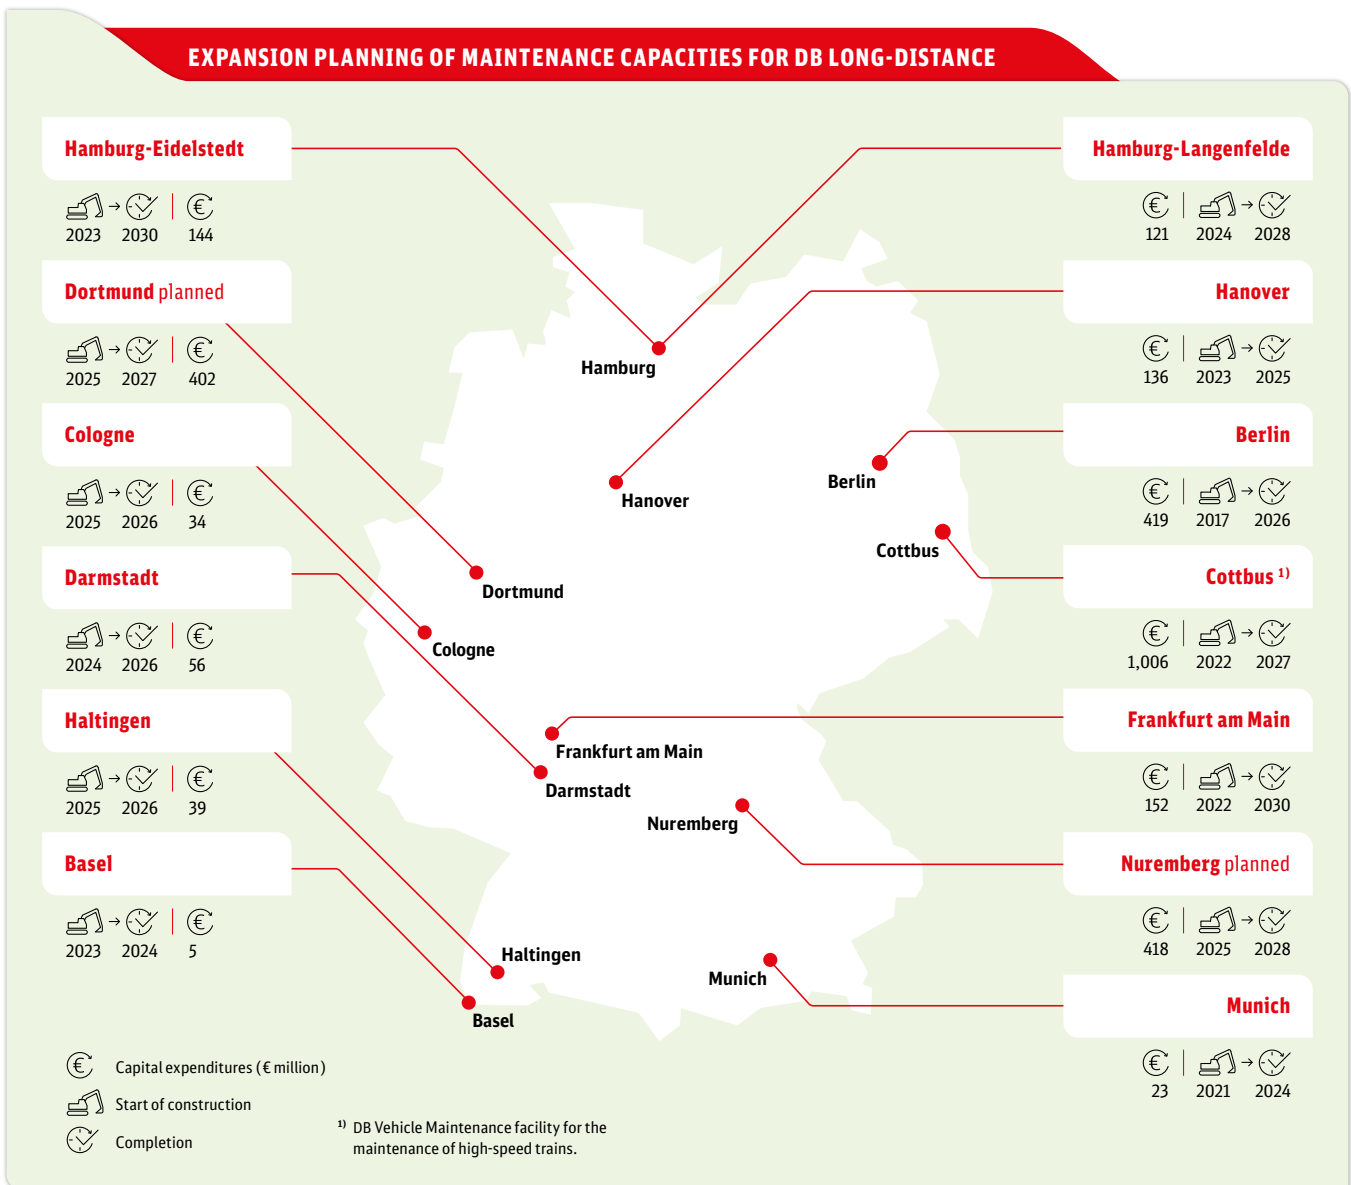 EXPANSION PLANNING OF MAINTENANCE CAPACITIES FOR DB LONG-DISTANCE
Hamburg-Eidelstedt
2023 2030 144
Dortmund planned
2025 2027 402
Cologne
2025 2026 34
Darmstadt
2024 2026 56
Haltingen
2025 2026 39
Basel
2023 2024 5
Hamburg
Hanover
Berlin
Cottbus
Dortmund
Cologne
Frankfurt am Main
Darmstadt
Nuremberg
Haltingen
Munich
Basel
Hamburg-Langenfelde
€ 121 2024 2028
Hanover
€ 136 2023 2025
Berlin
€ 419 2017 2026
Cottbus 1)
€ 1,006 2022 2027
Frankfurt am Main
€ 152 2022 2030
Nuremberg planned
€ 418 2025 2028
Munich
€ 23 2021 2024
€ Capital expenditures (€ million)
Start of construction
Completion
1) DB Vehicle Maintenance facility for the
maintenance of high-speed trains.